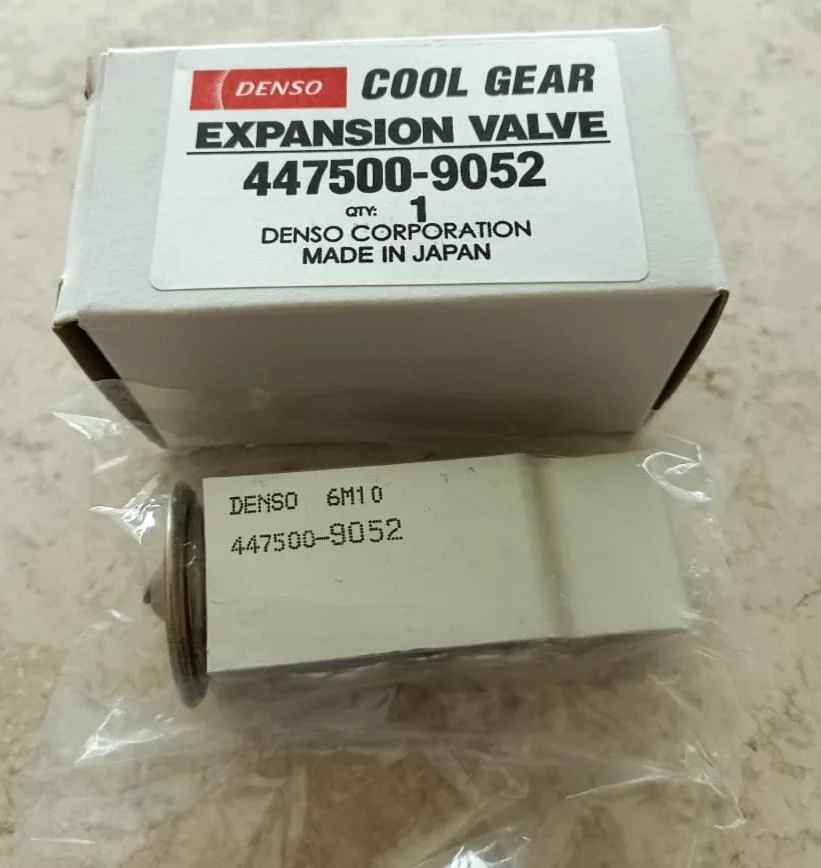 DENSO COOL GEAR
EXPANSION VALVE
447500-9052
QTY: 1
DENSO CORPORATION
MADE IN JAPAN
DENSO 6M10
447500-9052